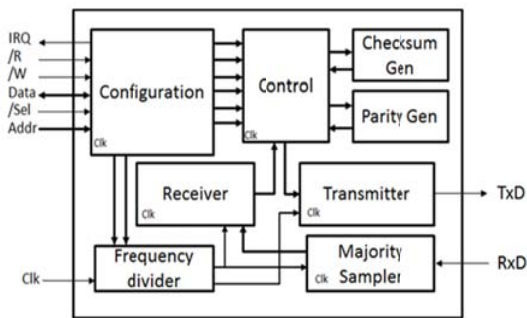 IRQ
/R
/W
Data
/Sel
Addr
Configuration
Clk
Control
Clk
Checksum
Gen
Parity Gen
Receiver
Clk
Transmitter
Clk
TxD
Frequency
divider
Clk
Majority
Sampler
Clk
RxD